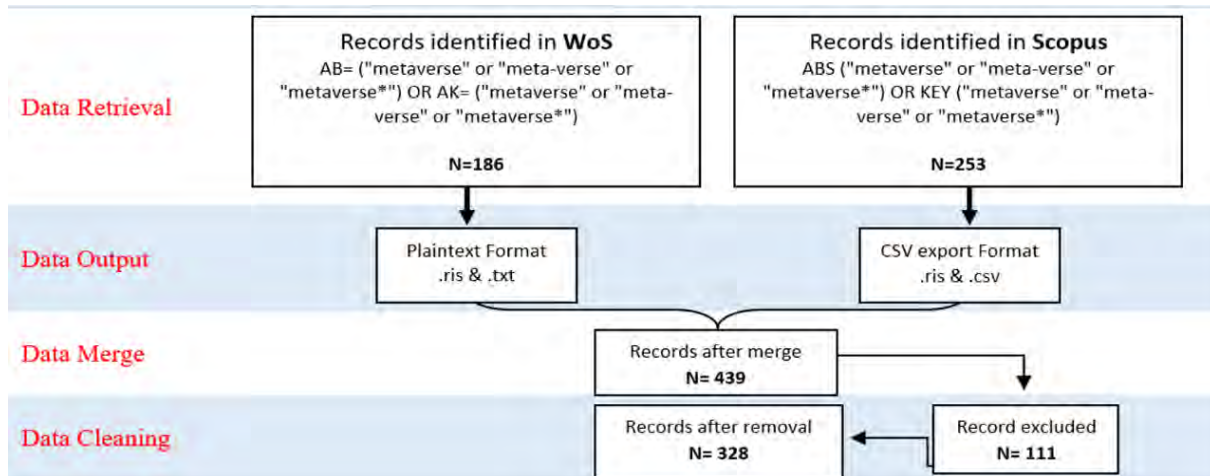 Data Retrieval
Records identified in WoS
AB= ("metaverse" or "meta-verse" or
"metaverse*") OR AK= ("metaverse" or "meta-
verse" or "metaverse*")
N=186
Records identified in Scopus
ABS ("metaverse" or "meta-verse" or
"metaverse*") OR KEY ("metaverse" or "meta-
verse" or "metaverse*")
N=253
Data Output
Plaintext Format
.ris & .txt
CSV export Format
.ris & .csv
Data Merge
Records after merge
N= 439
Data Cleaning
Records after removal
N= 328
Record excluded
N= 111